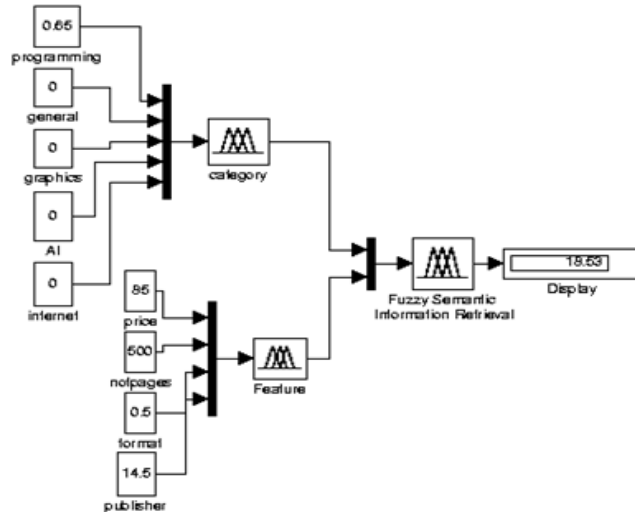 0.65
programming
0
general
0
graphics
0
AI
0
internet
category
85
price
500
nofpages
0.5
format
14.5
publisher
Feature
Fuzzy Semantic
Information Retrieval
18.53
Display